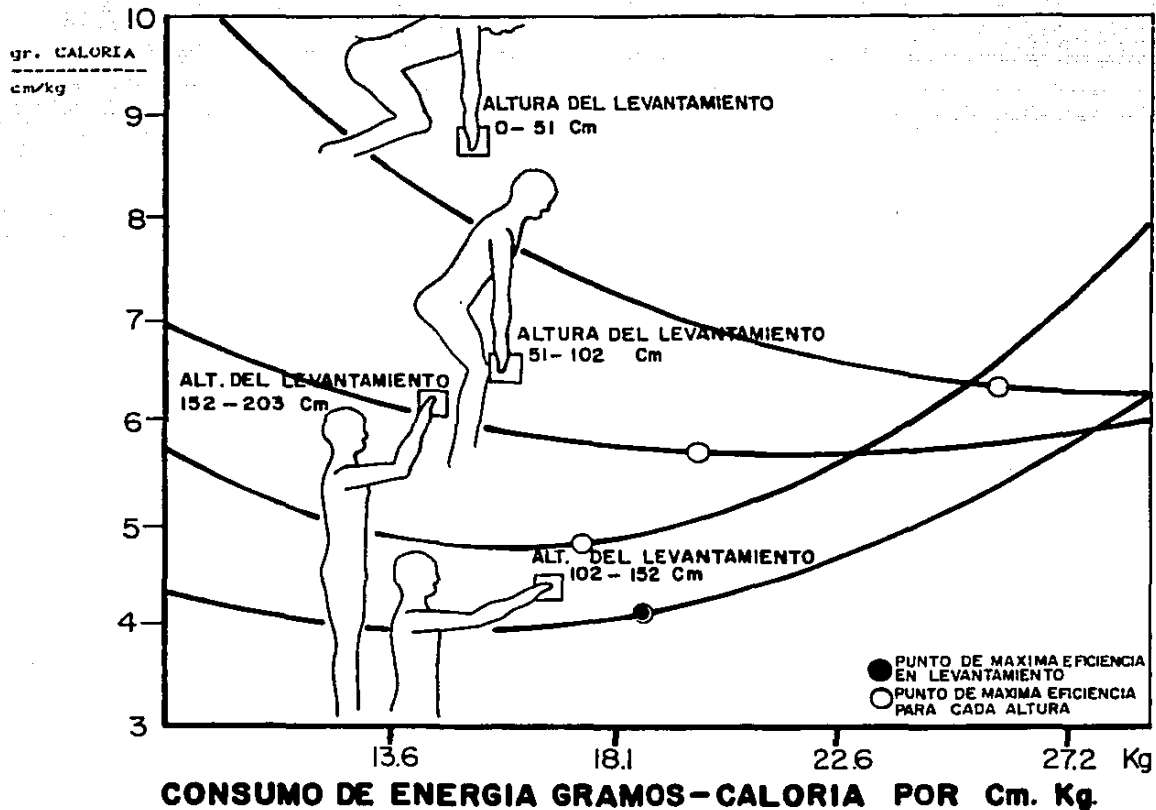 10
gr. CALORIA
cm/kg
9
8
7
6
5
4
3
ALTURA DEL LEVANTAMIENTO
0-51 Cm
ALTURA DEL LEVANTAMIENTO
51-102 Cm
ALT. DEL LEVANTAMIENTO
152-203 Cm
ALT. DEL LEVANTAMIENTO
102-152 Cm
PUNTO DE MAXIMA EFICIENCIA
EN LEVANTAMIENTO
PUNTO DE MAXIMA EFICIENCIA
PARA CADA ALTURA
13.6 18.1 22.6 27.2 Kg
CONSUMO DE ENERGIA GRAMOS-CALORIA POR Cm. Kg.